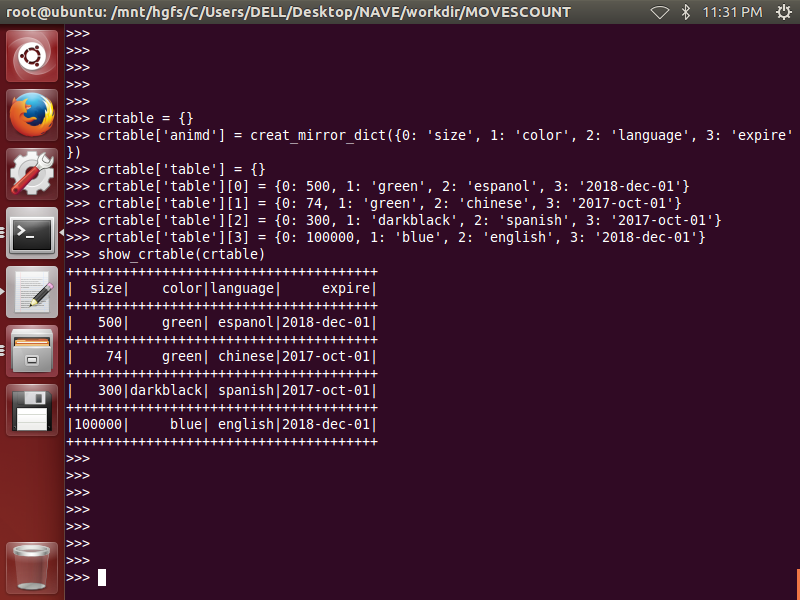 root@ubuntu: /mnt/hgfs/C/Users/DELL/Desktop/NAVE/workdir/MOVESCOUNT 11:31 PM
>>>
>>>
>>>
>>>
>>>
>>> crtable = {}
>>> crtable['animd'] = creat_mirror_dict({0: 'size', 1: 'color', 2: 'language', 3: 'expire'
})
>>> crtable['table'] = {}
>>> crtable['table'][0] = {0: 500, 1: 'green', 2: 'espanol', 3: '2018-dec-01'}
>>> crtable['table'][1] = {0: 74, 1: 'green', 2: 'chinese', 3: '2017-oct-01'}
>>> crtable['table'][2] = {0: 300, 1: 'darkblack', 2: 'spanish', 3: '2017-oct-01'}
>>> crtable['table'][3] = {0: 100000, 1: 'blue', 2: 'english', 3: '2018-dec-01'}
>>> show_crtable(crtable)
+++++++++++++++++++++++++++++++++++++++
|  size|    color|language|     expire|
+++++++++++++++++++++++++++++++++++++++
|   500|    green| espanol|2018-dec-01|
+++++++++++++++++++++++++++++++++++++++
|    74|    green| chinese|2017-oct-01|
+++++++++++++++++++++++++++++++++++++++
|   300|darkblack| spanish|2017-oct-01|
+++++++++++++++++++++++++++++++++++++++
|100000|     blue| english|2018-dec-01|
+++++++++++++++++++++++++++++++++++++++
>>>
>>>
>>>
>>>
>>>
>>>
>>>
>>>